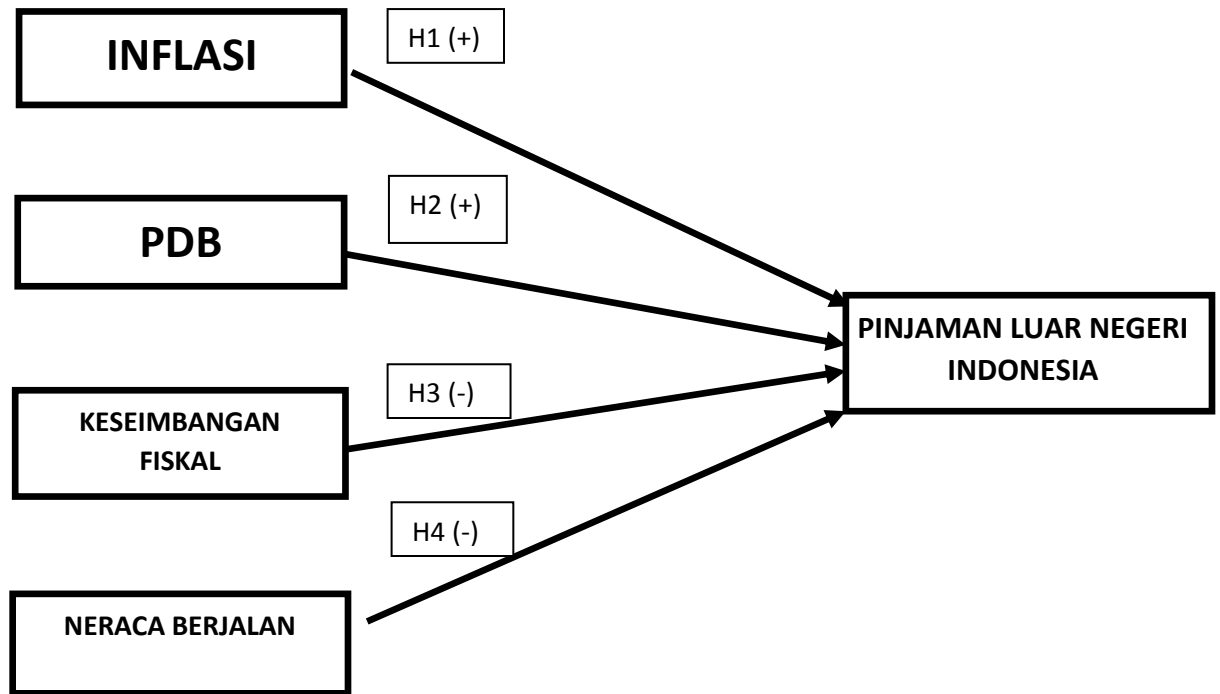 INFLASI
H1 (+)
PDB
H2 (+)
PINJAMAN LUAR NEGERI
INDONESIA
KESEIMBANGAN
FISKAL
H3 (-)
NERACA BERJALAN
H4 (-)